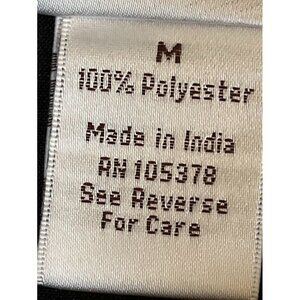 M
100% Polyester
Made in India
RN 105378
See Reverse
For Care